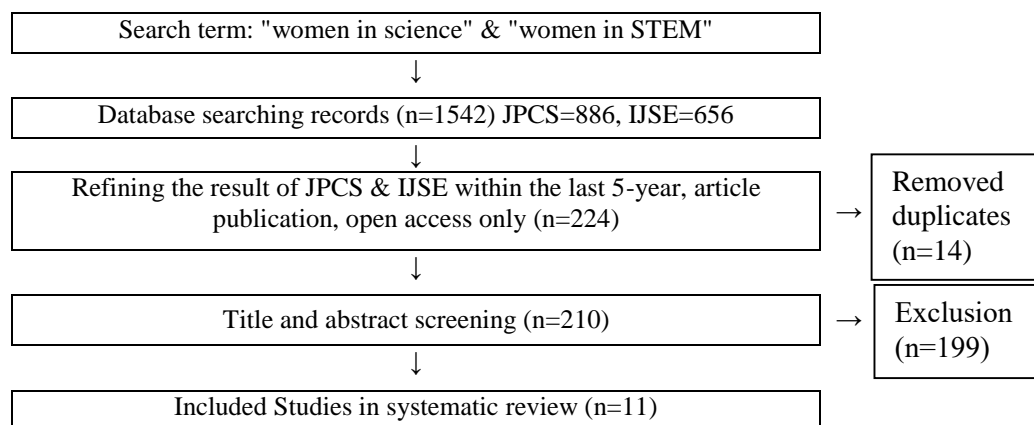 Search term: "women in science" & "women in STEM"
↓
Database searching records (n=1542) JPCS=886, IJSE=656
↓
Refining the result of JPCS & IJSE within the last 5-year, article
publication, open access only (n=224)
→
Removed
duplicates
(n=14)
↓
Title and abstract screening (n=210)
→
Exclusion
(n=199)
↓
Included Studies in systematic review (n=11)